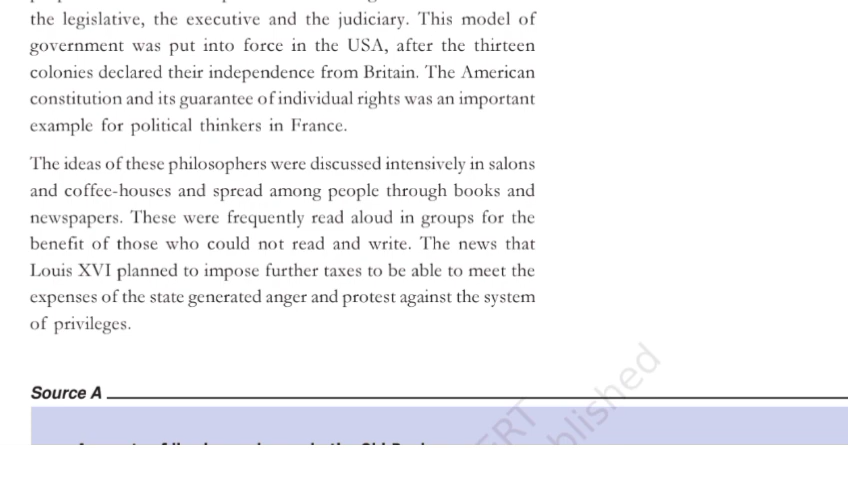 the legislative, the executive and the judiciary. This model of
government was put into force in the USA, after the thirteen
colonies declared their independence from Britain. The American
constitution and its guarantee of individual rights was an important
example for political thinkers in France.
The ideas of these philosophers were discussed intensively in salons
and coffee-houses and spread among people through books and
newspapers. These were frequently read aloud in groups for the
benefit of those who could not read and write. The news that
Louis XVI planned to impose further taxes to be able to meet the
expenses of the state generated anger and protest against the system
of privileges.
Source A